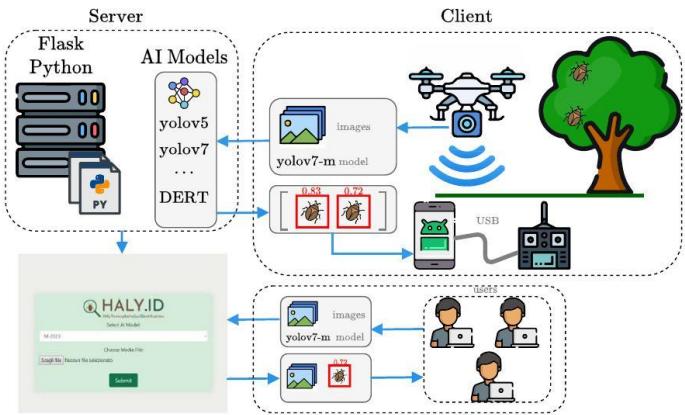 Server
Client
Flask
Python
AI Models
yolov5
yolov7
...
DERT
PY
images
yolov7-m model
0.83 0.72
USB
HALY.ID
Select AI Model
M-2023
Choose Media File:
Scegli file Nessun file selezionato
Submit
users
images
yolov7-m model
0.72